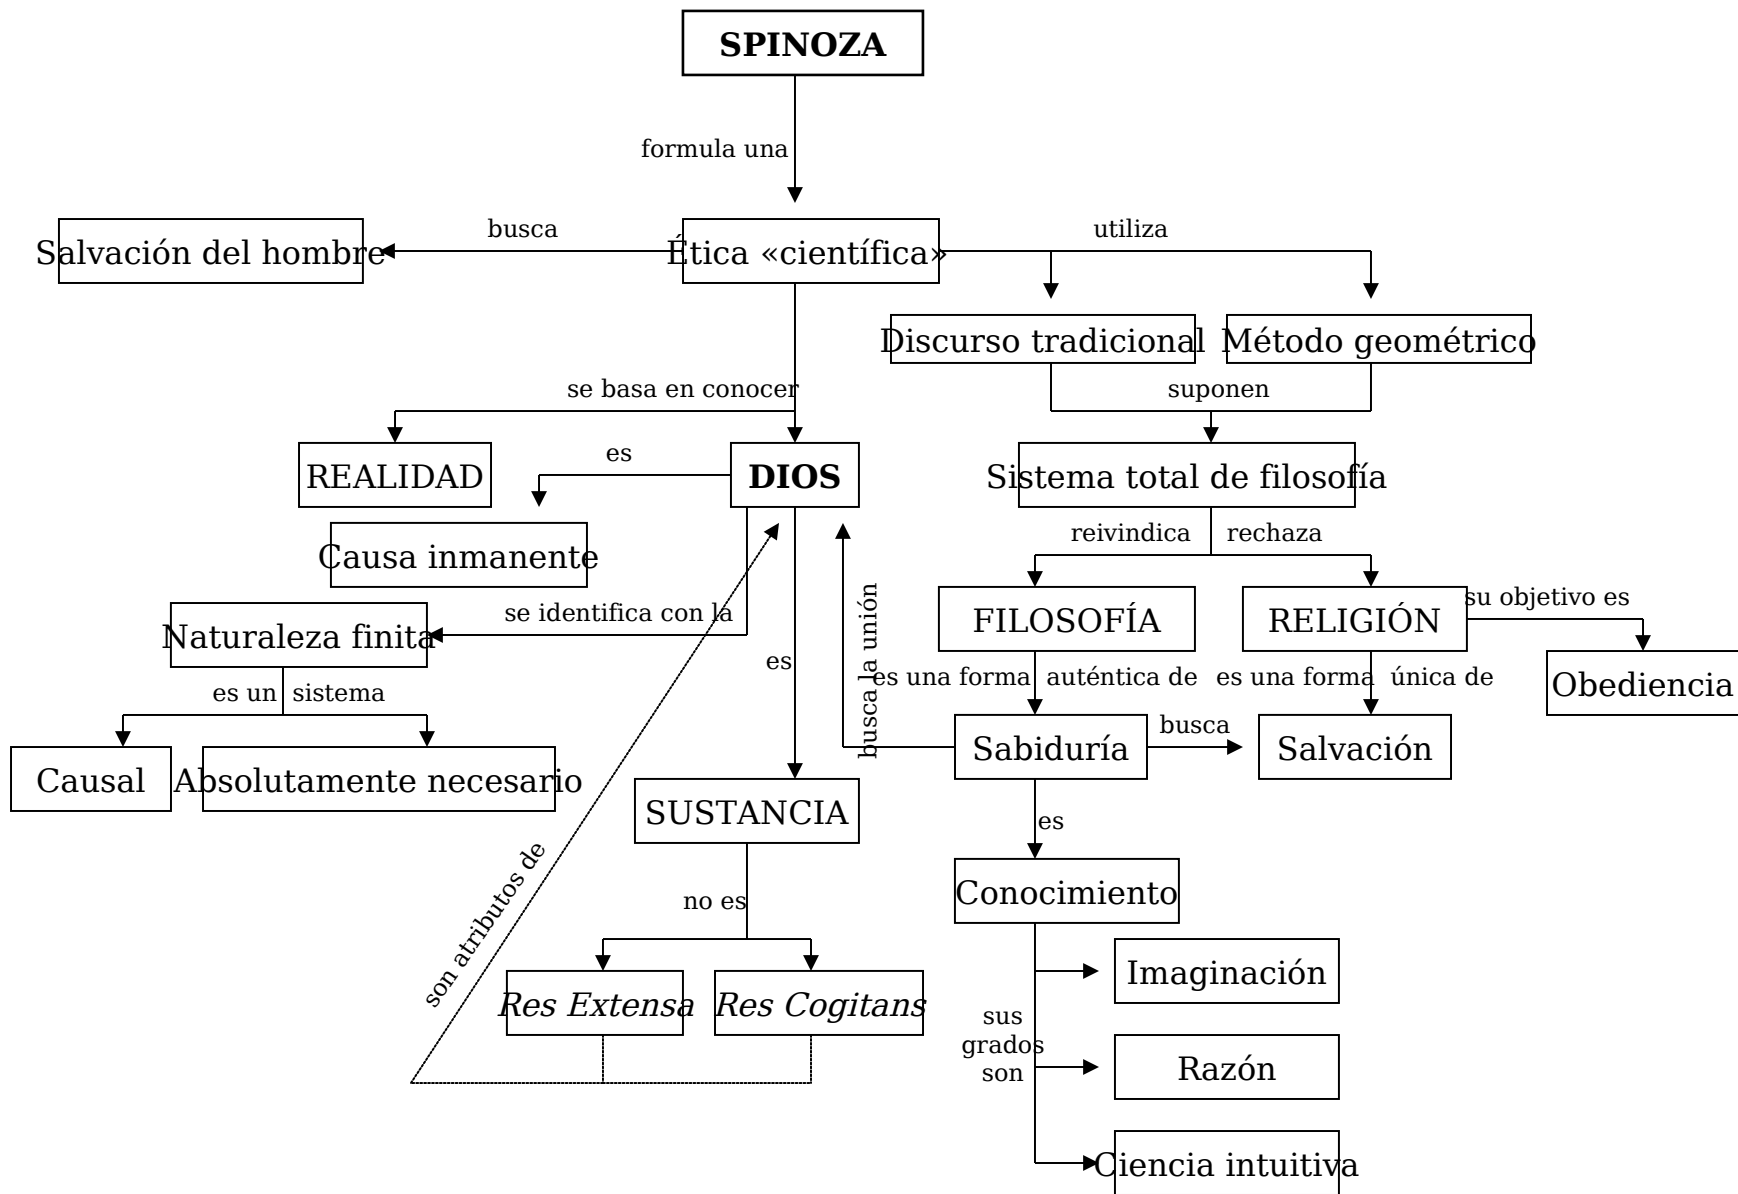 SPINOZA
formula una
busca
utiliza
Salvación del hombre
Ética «científica»
Discurso tradicional
Método geométrico
se basa en conocer
suponen
es
REALIDAD
DIOS
Sistema total de filosofía
reivindica
rechaza
Causa inmanente
se identifica con la
busca la unión
FILOSOFÍA
RELIGIÓN
su objetivo es
Naturaleza finita
es
es una forma
auténtica de
es una forma
única de
Obediencia
es un
sistema
busca
Sabiduría
Salvación
Causal
Absolutamente necesario
SUSTANCIA
es
son atributos de
no es
Conocimiento
Res Extensa
Res Cogitans
Imaginación
sus
grados
son
Razón
Ciencia intuitiva